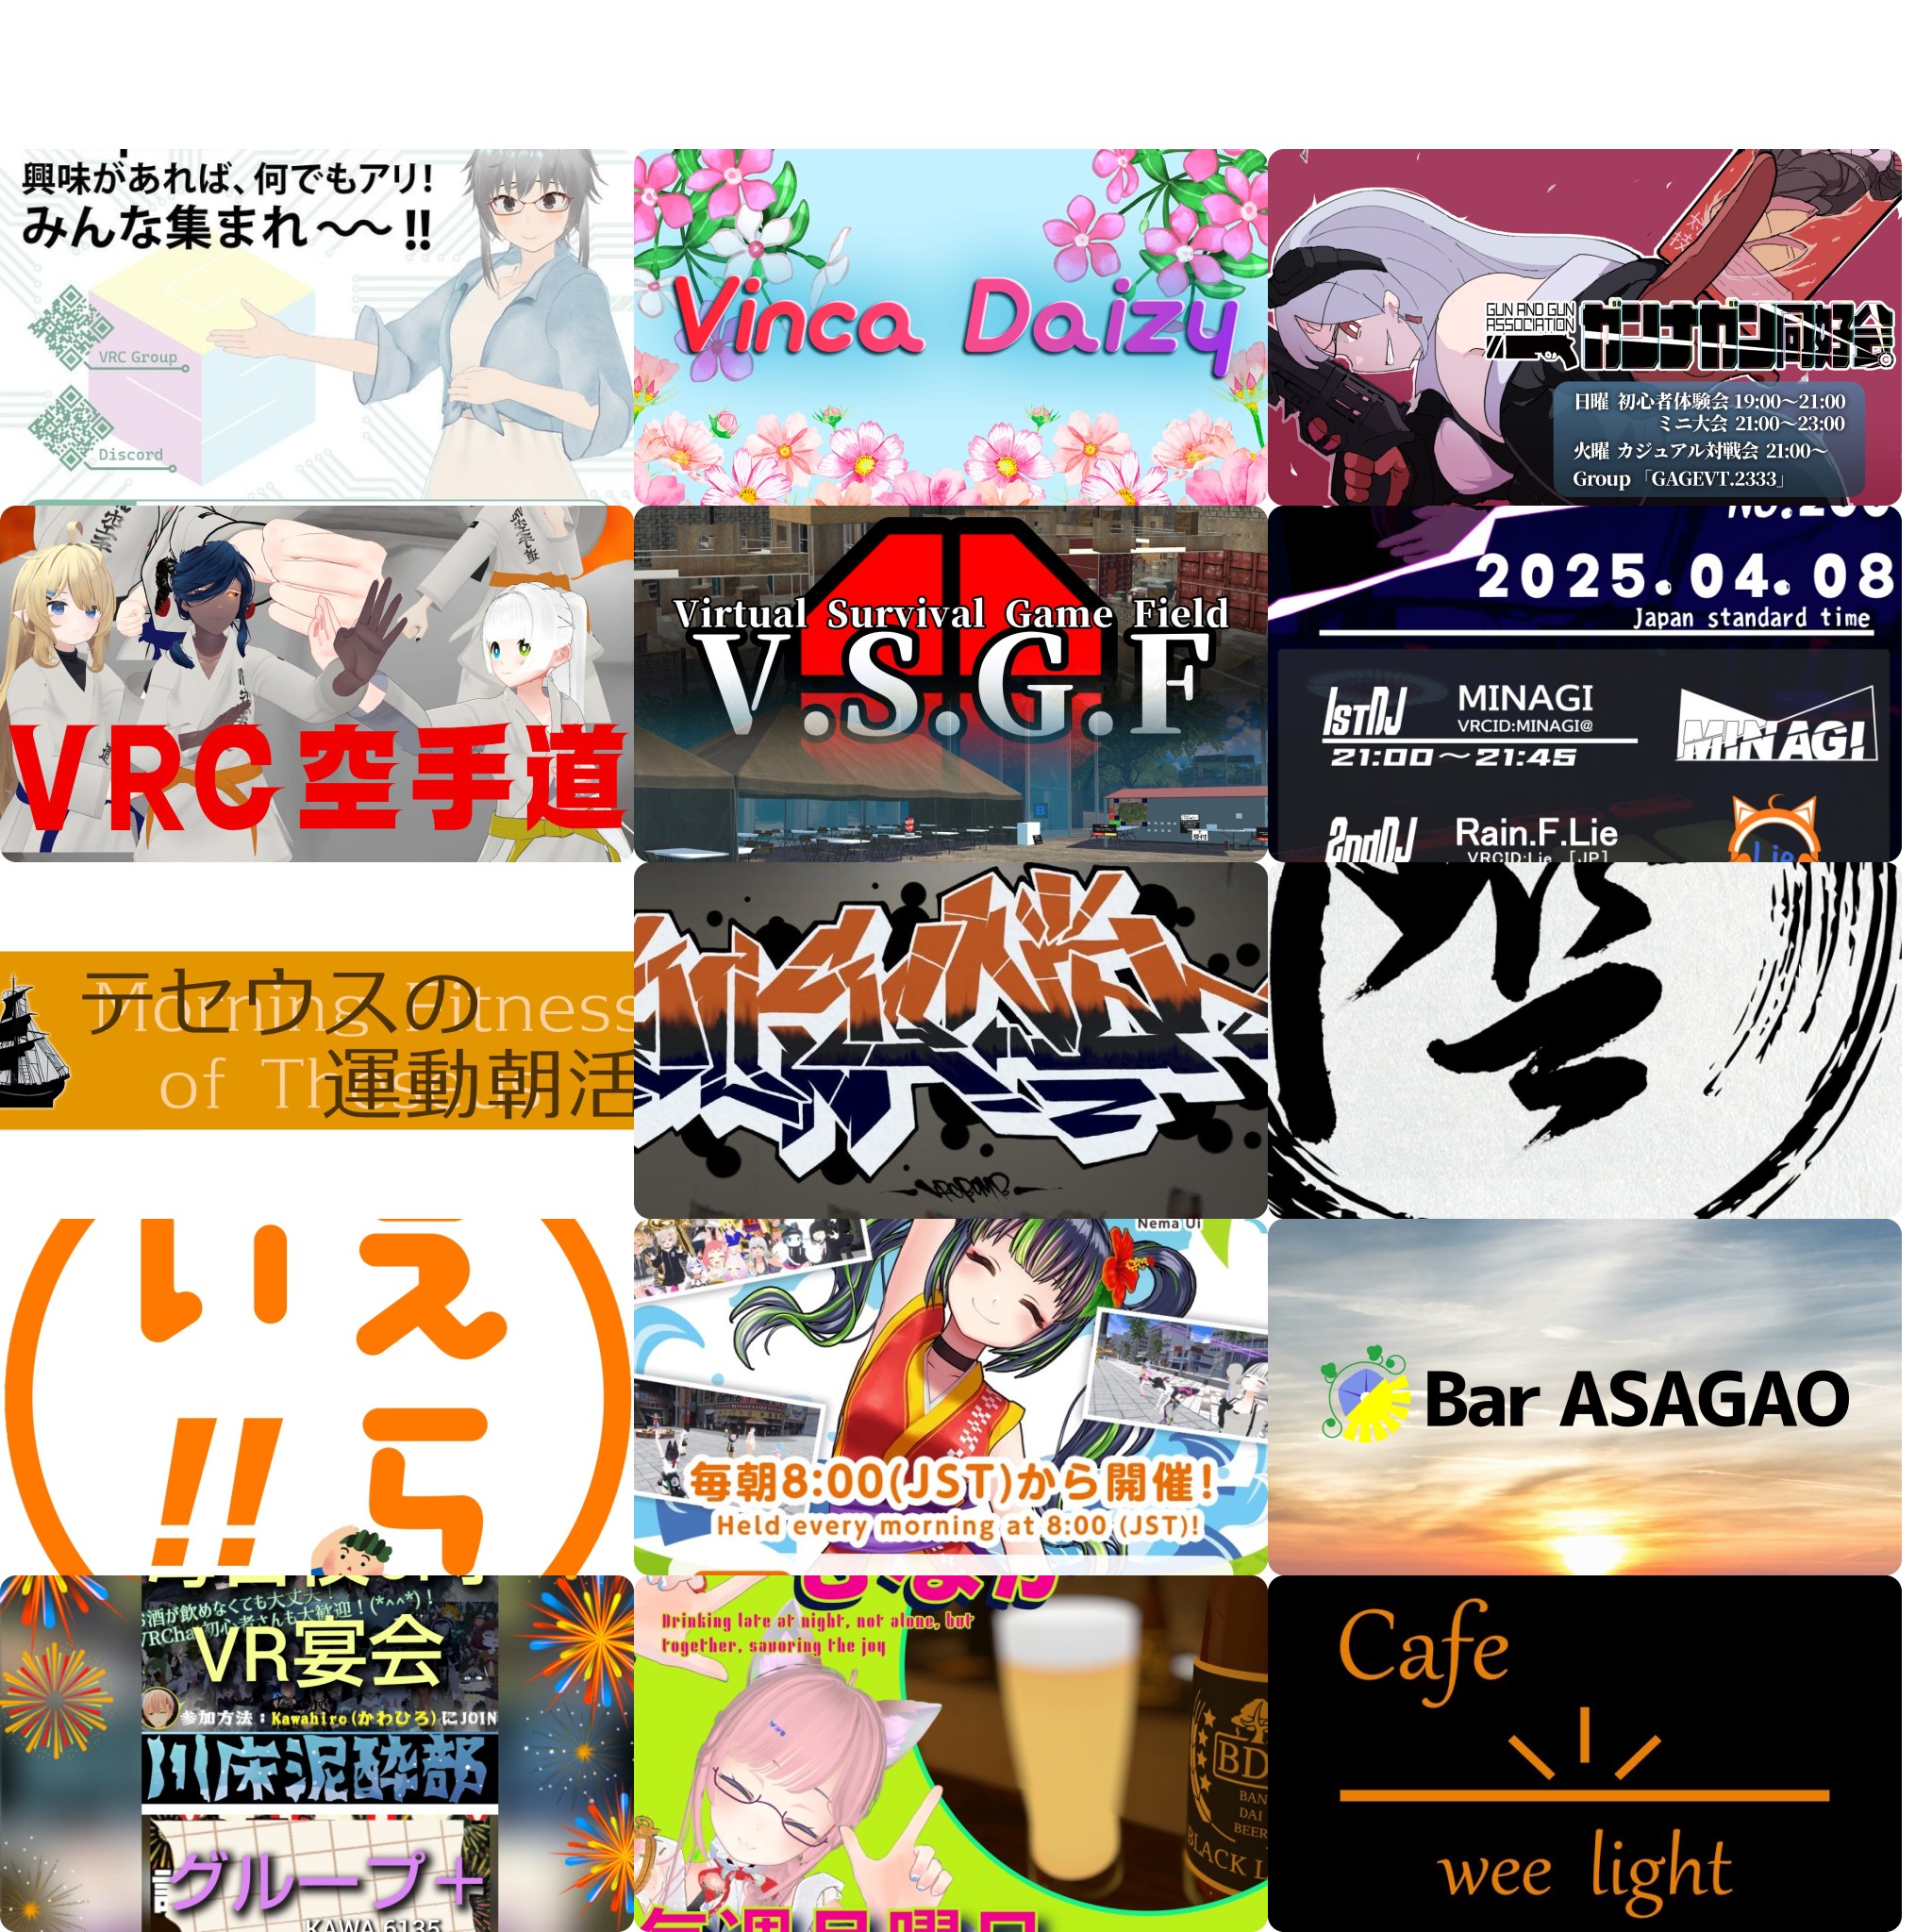 興味があれば、何でもアリ!
みんな集まれ〜〜!!
VRC Group
Discord
Vinca Daizy
GUN AND GUN
ASSOCIATION
ガンナガン同好会
日曜 初心者体験会 19:00〜21:00
ミニ大会 21:00〜23:00
火曜 カジュアル対戦会 21:00〜
Group 「GAGEVT.2333」
VRC空手道
Virtual Survival Game Field
V.S.G.F
2025.04.08
Japan standard time
1STDJ
MINAGI
VRCID:MINAGI@
21:00〜21:45
MINAGI
2ndDJ
Rain.F.Lie
VRCID:Lie [JP]
Lie
テセウスの
運動朝活
Morning Fitness
of Theseus
えら
い!!
Nema Ui
毎朝8:00(JST)から開催!
Held every morning at 8:00 (JST)!
Bar ASAGAO
お酒が飲めなくても大丈夫
VRChat初心者さんも大歓迎!(*^^*)!
VR宴会
参加方法:Kawahiro(かわひろ)にJOIN
川床泥酔部
グループ+
KAWA.6135
Drinking late at night, not alone, but
together, savoring the joy
毎週月曜日
Cafe
wee light